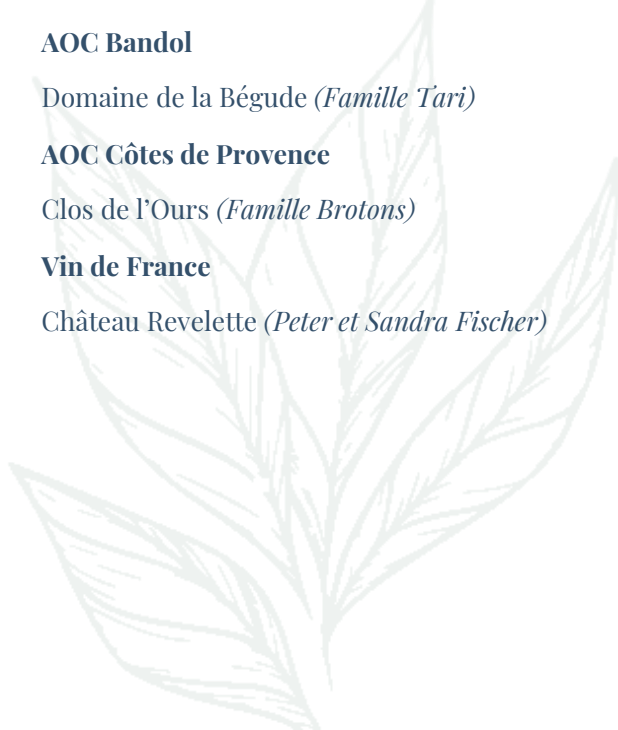 AOC Bandol
Domaine de la Bégude (Famille Tari)
AOC Côtes de Provence
Clos de l’Ours (Famille Brotons)
Vin de France
Château Revelette (Peter et Sandra Fischer)